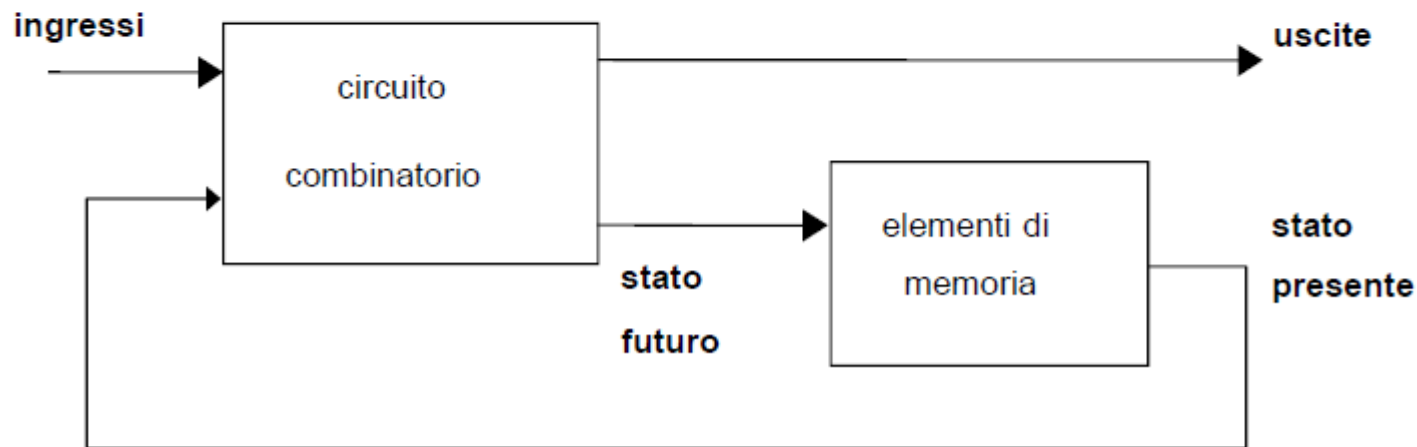 ingressi
uscite
circuito
combinatorio
elementi di
memoria
stato
futuro
stato
presente